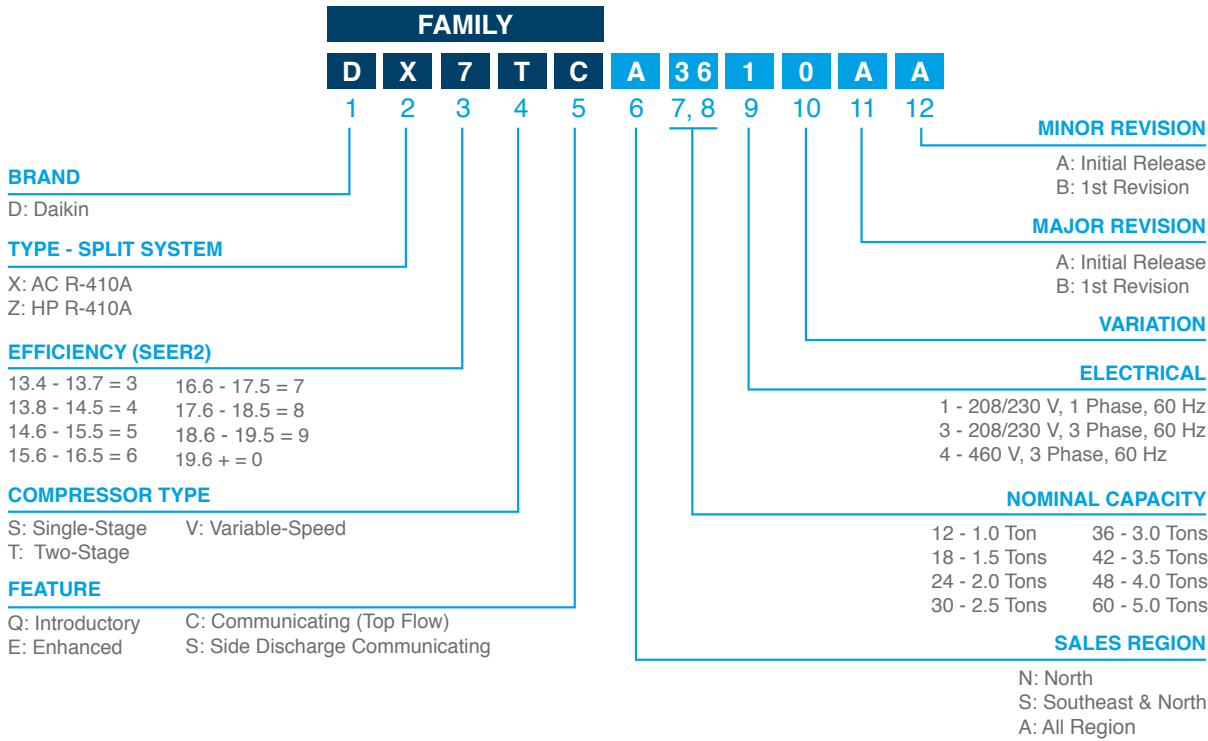 FAMILY
D X 7 T C A 3 6 1 0 A A
1 2 3 4 5 6 7, 8 9 10 11 12
BRAND
D: Daikin
TYPE - SPLIT SYSTEM
X: AC R-410A
Z: HP R-410A
EFFICIENCY (SEER2)
13.4 - 13.7 = 3
13.8 - 14.5 = 4
14.6 - 15.5 = 5
15.6 - 16.5 = 6
16.6 - 17.5 = 7
17.6 - 18.5 = 8
18.6 - 19.5 = 9
19.6 + = 0
COMPRESSOR TYPE
S: Single-Stage
T: Two-Stage
V: Variable-Speed
FEATURE
Q: Introductory
E: Enhanced
C: Communicating (Top Flow)
S: Side Discharge Communicating
MINOR REVISION
A: Initial Release
B: 1st Revision
MAJOR REVISION
A: Initial Release
B: 1st Revision
VARIATION
ELECTRICAL
1 - 208/230 V, 1 Phase, 60 Hz
3 - 208/230 V, 3 Phase, 60 Hz
4 - 460 V, 3 Phase, 60 Hz
NOMINAL CAPACITY
12 - 1.0 Ton
18 - 1.5 Tons
24 - 2.0 Tons
30 - 2.5 Tons
36 - 3.0 Tons
42 - 3.5 Tons
48 - 4.0 Tons
60 - 5.0 Tons
SALES REGION
N: North
S: Southeast & North
A: All Region